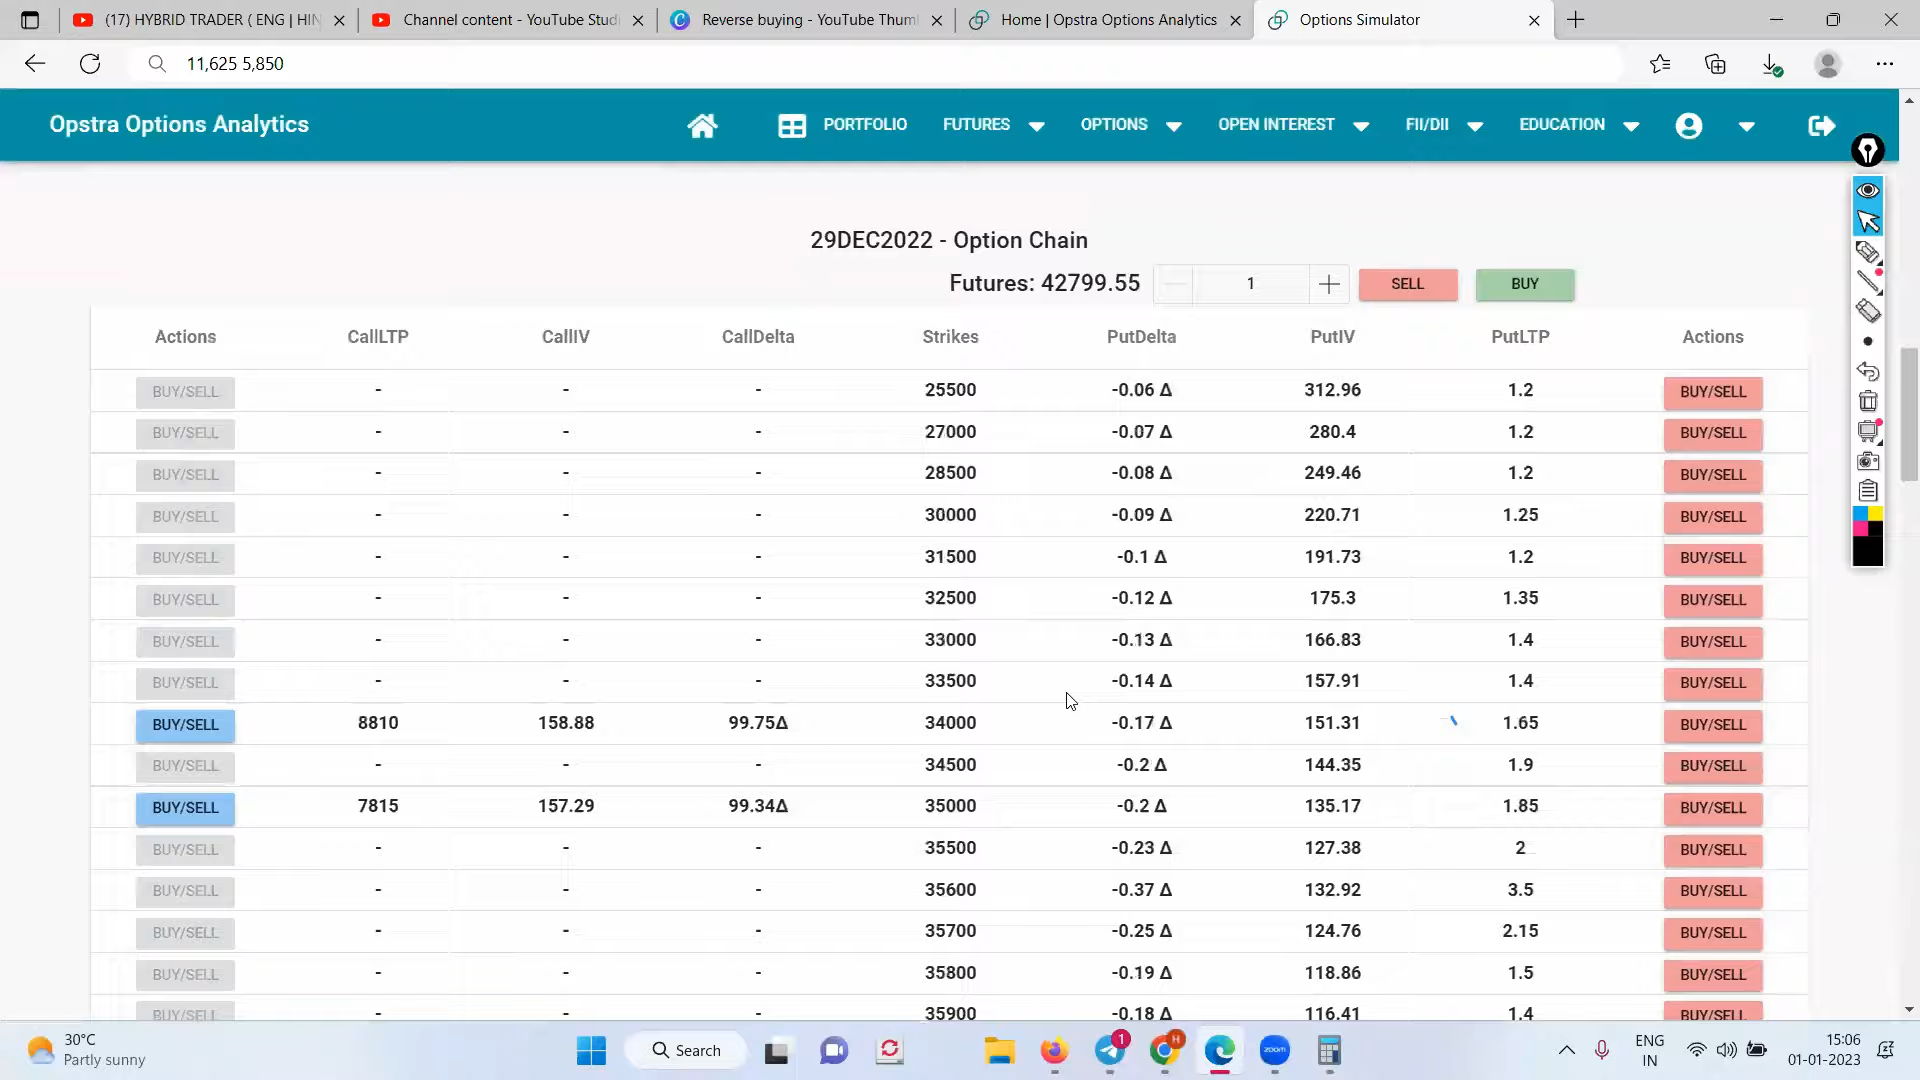 (17) HYBRID TRADER ( ENG | HIN
Channel content - YouTube Stud
Reverse buying - YouTube Thum
Home | Opstra Options Analytics
Options Simulator
11,625 5,850
Opstra Options Analytics
PORTFOLIO
FUTURES
OPTIONS
OPEN INTEREST
FII/DII
EDUCATION
29DEC2022 - Option Chain
Futures: 42799.55
1
SELL
BUY
Actions CallLTP CallIV CallDelta Strikes PutDelta PutIV PutLTP Actions
BUY/SELL - - - 25500 -0.06 Δ 312.96 1.2 BUY/SELL
BUY/SELL - - - 27000 -0.07 Δ 280.4 1.2 BUY/SELL
BUY/SELL - - - 28500 -0.08 Δ 249.46 1.2 BUY/SELL
BUY/SELL - - - 30000 -0.09 Δ 220.71 1.25 BUY/SELL
BUY/SELL - - - 31500 -0.1 Δ 191.73 1.2 BUY/SELL
BUY/SELL - - - 32500 -0.12 Δ 175.3 1.35 BUY/SELL
BUY/SELL - - - 33000 -0.13 Δ 166.83 1.4 BUY/SELL
BUY/SELL - - - 33500 -0.14 Δ 157.91 1.4 BUY/SELL
BUY/SELL 8810 158.88 99.75Δ 34000 -0.17 Δ 151.31 1.65 BUY/SELL
BUY/SELL - - - 34500 -0.2 Δ 144.35 1.9 BUY/SELL
BUY/SELL 7815 157.29 99.34Δ 35000 -0.2 Δ 135.17 1.85 BUY/SELL
BUY/SELL - - - 35500 -0.23 Δ 127.38 2 BUY/SELL
BUY/SELL - - - 35600 -0.37 Δ 132.92 3.5 BUY/SELL
BUY/SELL - - - 35700 -0.25 Δ 124.76 2.15 BUY/SELL
BUY/SELL - - - 35800 -0.19 Δ 118.86 1.5 BUY/SELL
BUY/SELL - - - 35900 -0.18 Δ 116.41 1.4 BUY/SELL
30°C
Partly sunny
Search
1
H
zoom
ENG
IN
15:06
01-01-2023